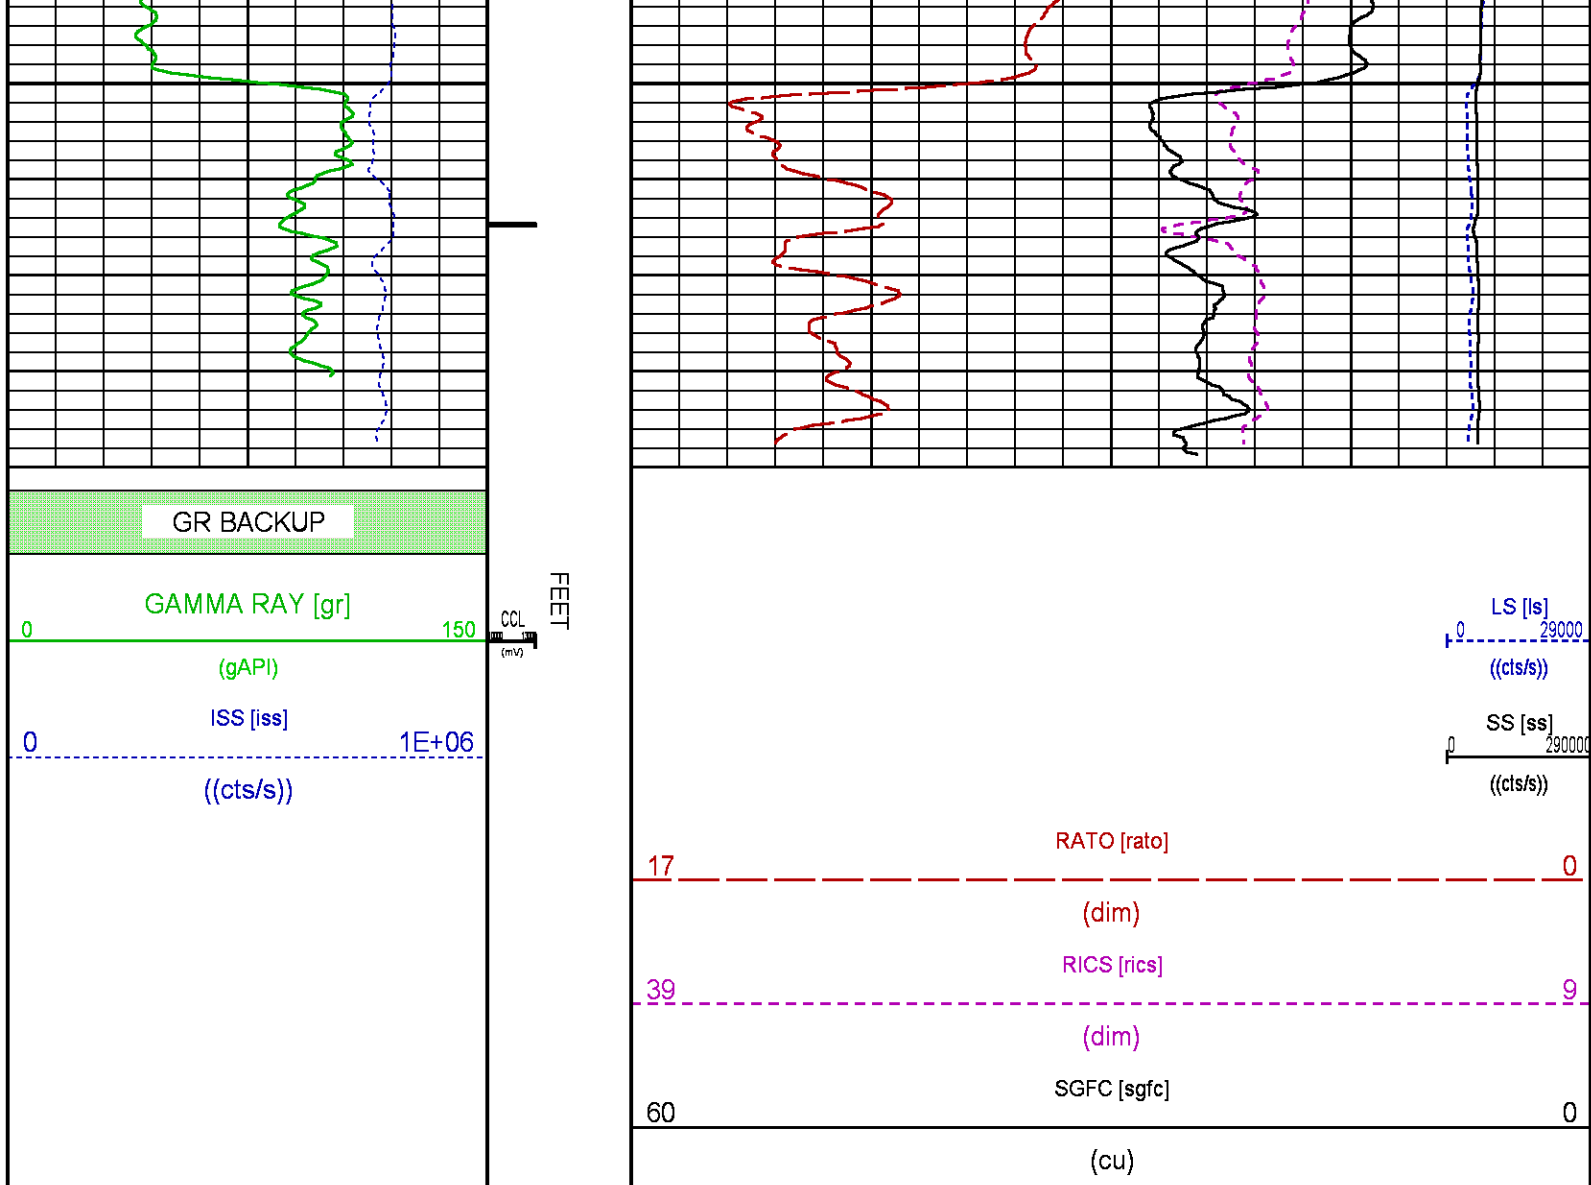 GR BACKUP
GAMMA RAY [gr]
0 150
(gAPI)
ISS [iss]
0 1E+06
((cts/s))
CCL
(mV)
FEET
LS [ls]
0 29000
((cts/s))
SS [ss]
0 290000
((cts/s))
RATO [rato]
17 0
(dim)
RICS [rics]
39 9
(dim)
SGFC [sgfc]
60 0
(cu)